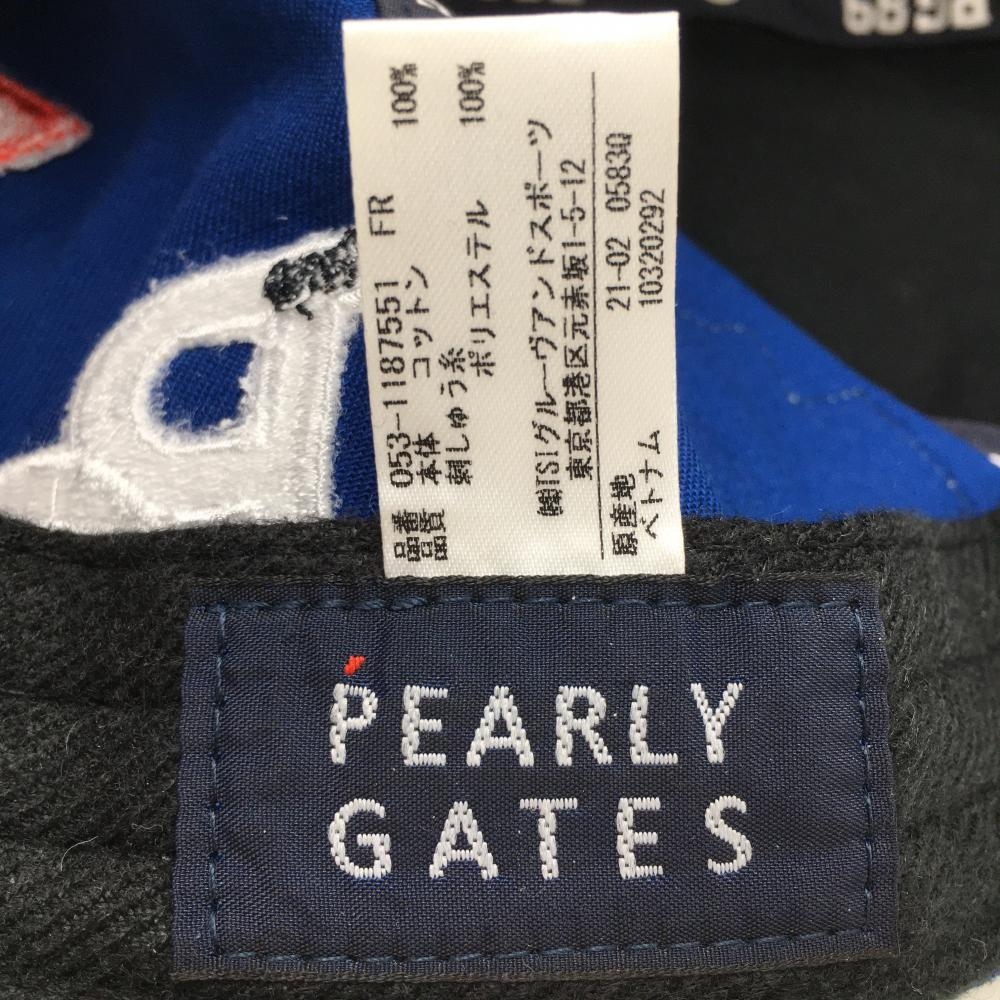 品番 053-1187551 FR
品質 本体 コットン 100%
刺しゅう糸
ポリエステル 100%
㈱TSIグルーヴアンドスポーツ
東京都港区元赤坂1-5-12
原産地 21-02 0583Q
ベトナム 10320292
PEARLY
GATES